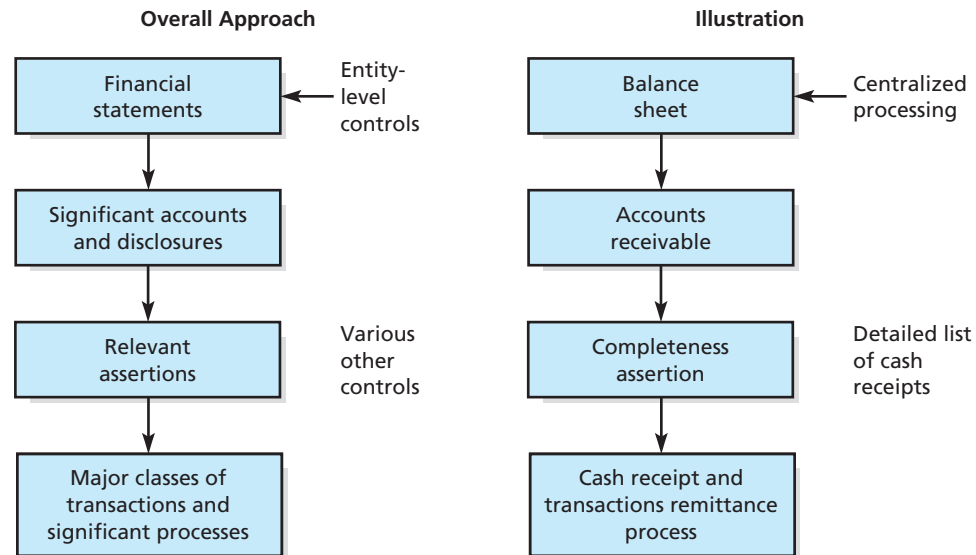 Overall Approach
Financial
statements
Entity-
level
controls
Significant accounts
and disclosures
Relevant
assertions
Various
other
controls
Major classes of
transactions and
significant processes
Illustration
Balance
sheet
Centralized
processing
Accounts
receivable
Completeness
assertion
Detailed list
of cash
receipts
Cash receipt and
transactions remittance
process